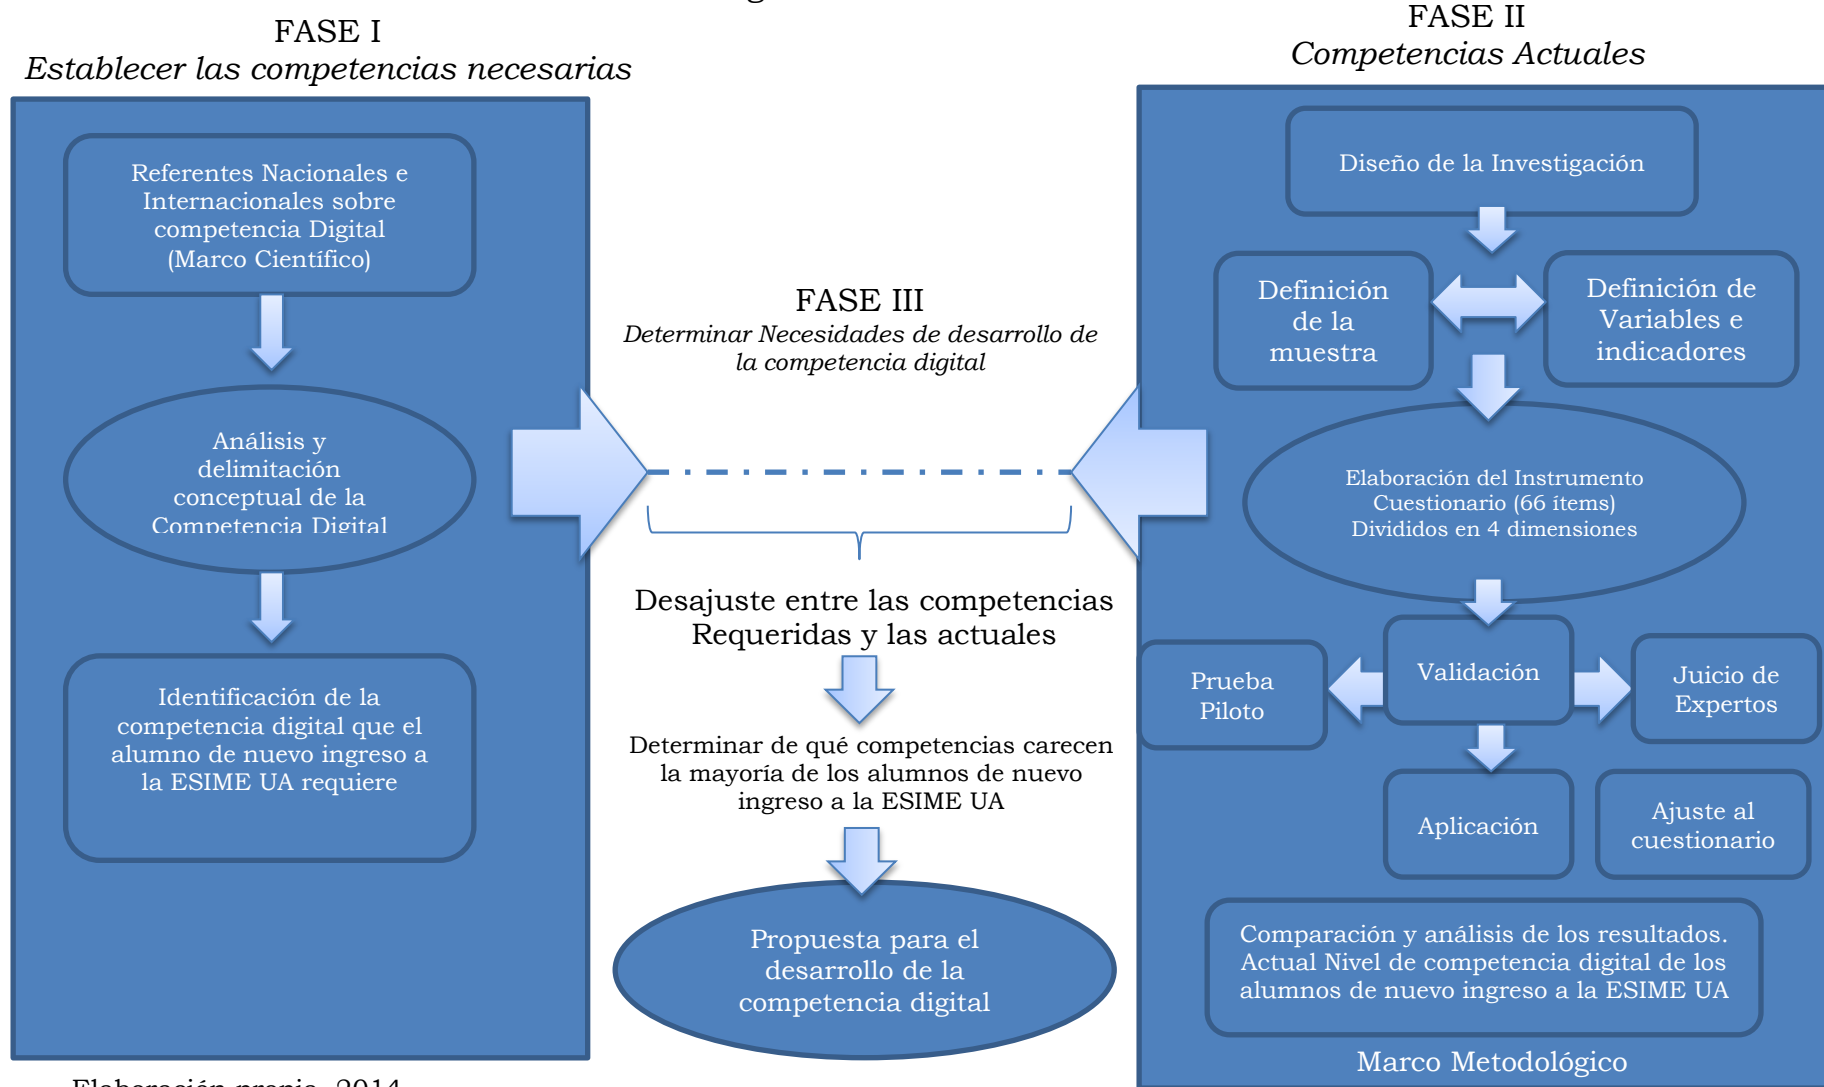 FASE I
Establecer las competencias necesarias
Referentes Nacionales e
Internacionales sobre
competencia Digital
(Marco Científico)
Análisis y
delimitación
conceptual de la
Competencia Digital
Identificación de la
competencia digital que el
alumno de nuevo ingreso a
la ESIME UA requiere
FASE III
Determinar Necesidades de desarrollo de
la competencia digital
Desajuste entre las competencias
Requeridas y las actuales
Determinar de qué competencias carecen
la mayoría de los alumnos de nuevo
ingreso a la ESIME UA
Propuesta para el
desarrollo de la
competencia digital
FASE II
Competencias Actuales
Diseño de la Investigación
Definición
de la
muestra
Definición de
Variables e
indicadores
Elaboración del Instrumento
Cuestionario (66 ítems)
Divididos en 4 dimensiones
Validación
Prueba
Piloto
Juicio de
Expertos
Aplicación
Ajuste al
cuestionario
Comparación y análisis de los resultados.
Actual Nivel de competencia digital de los
alumnos de nuevo ingreso a la ESIME UA
Marco Metodológico
Elaboración propia, 2014